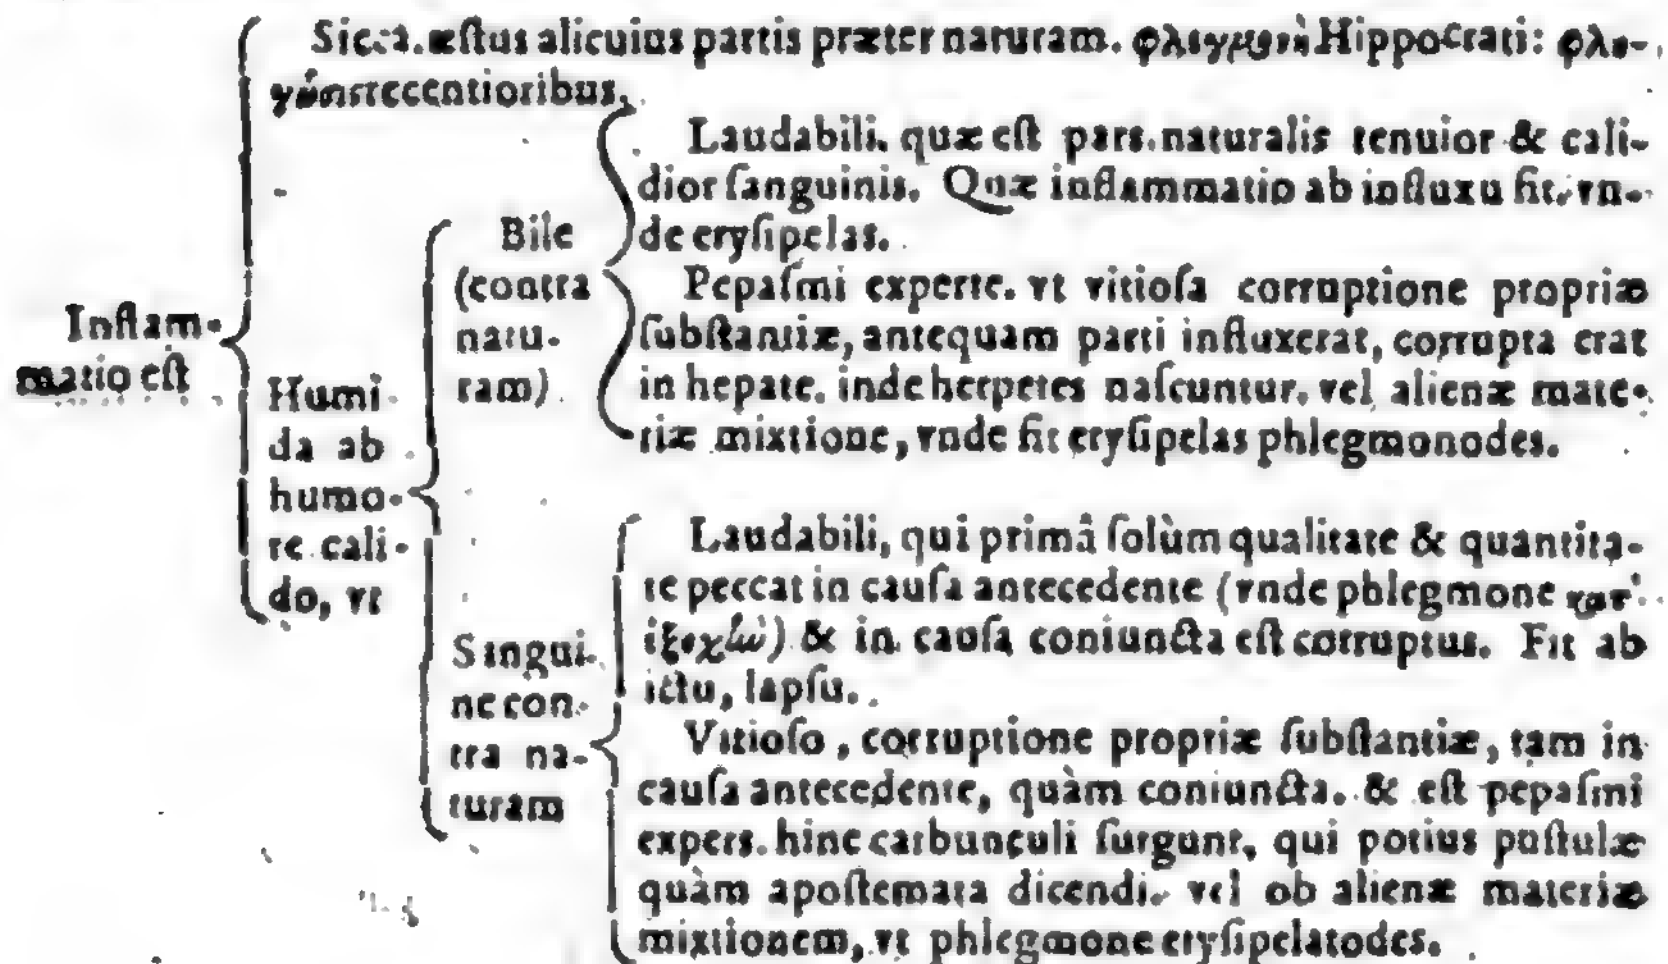 Inflam-
matio eſt
Sicca. æſtus alicuius partis præter naturam. φλεγμονὴ Hippocrati: φλό-
γωσις recentioribus.
Humi-
da ab
humo-
re cali-
do, vt
Bile
(contra
natu-
ram)
Laudabili. quæ eſt pars naturalis tenuior & cali-
dior ſanguinis. Quæ inflammatio ab influxu fit, vn-
de eryſipelas.
Pepaſmi experte. vt vitioſa corruptione propriæ
ſubſtantiæ, antequam parti influxerat, corrupta erat
in hepate. inde herpetes naſcuntur. vel alienæ mate-
riæ mixtione, vnde fit eryſipelas phlegmonodes.
Sangui-
ne con-
tra na-
turam
Laudabili, qui primâ ſolùm qualitate & quantita-
te peccat in cauſa antecedente (vnde phlegmone κατ'
ἐξοχὴν) & in cauſa coniuncta eſt corruptus. Fit ab
ictu, lapſu.
Vitioſo, corruptione propriæ ſubſtantiæ, tam in
cauſa antecedente, quàm coniuncta. & eſt pepaſmi
expers. hinc carbunculi ſurgunt, qui potius puſtulæ
quàm apoſtemata dicendi. vel ob alienæ materiæ
mixtionem, vt phlegmone eryſipelatodes.